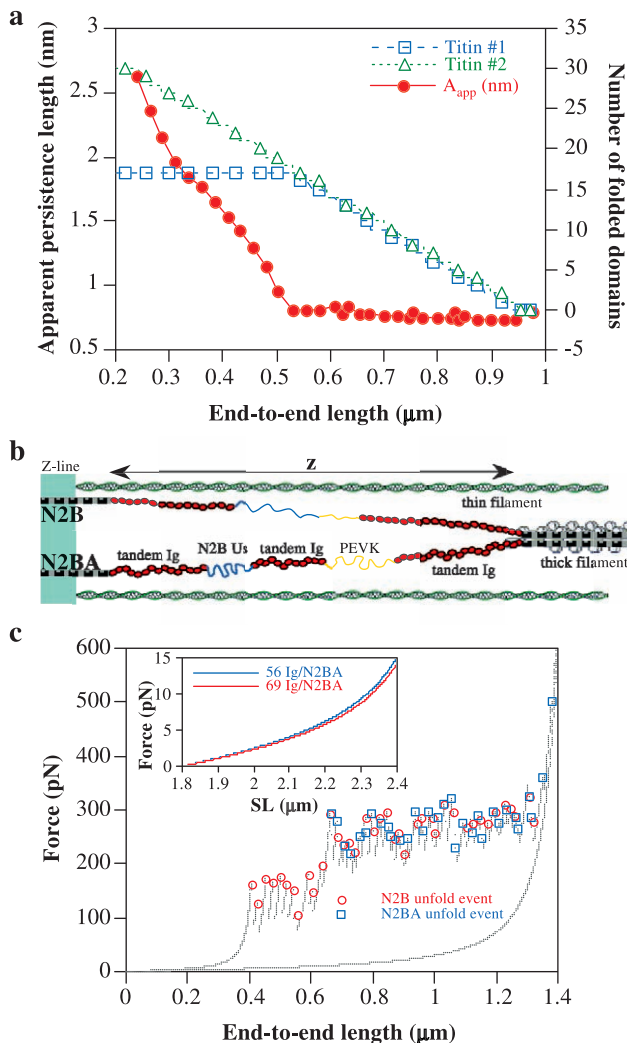 a
Apparent persistence length (nm)
3
2.5
2
1.5
1
0.5
Titin #1
Titin #2
A_app (nm)
35
30
25
20
15
10
5
0
-5
Number of folded domains
0.2 0.3 0.4 0.5 0.6 0.7 0.8 0.9 1
End-to-end length (μm)
b
Z-line
z
thin filament
N2B
tandem Ig N2B Us tandem Ig PEVK
N2BA
tandem Ig
thick filament
c
Force (pN)
600
500
400
300
200
100
0
Force (pN)
15
10
5
0
56 Ig/N2BA
69 Ig/N2BA
1.8 1.9 2 2.1 2.2 2.3 2.4
SL (μm)
N2B unfold event
N2BA unfold event
0 0.2 0.4 0.6 0.8 1 1.2 1.4
End-to-end length (μm)